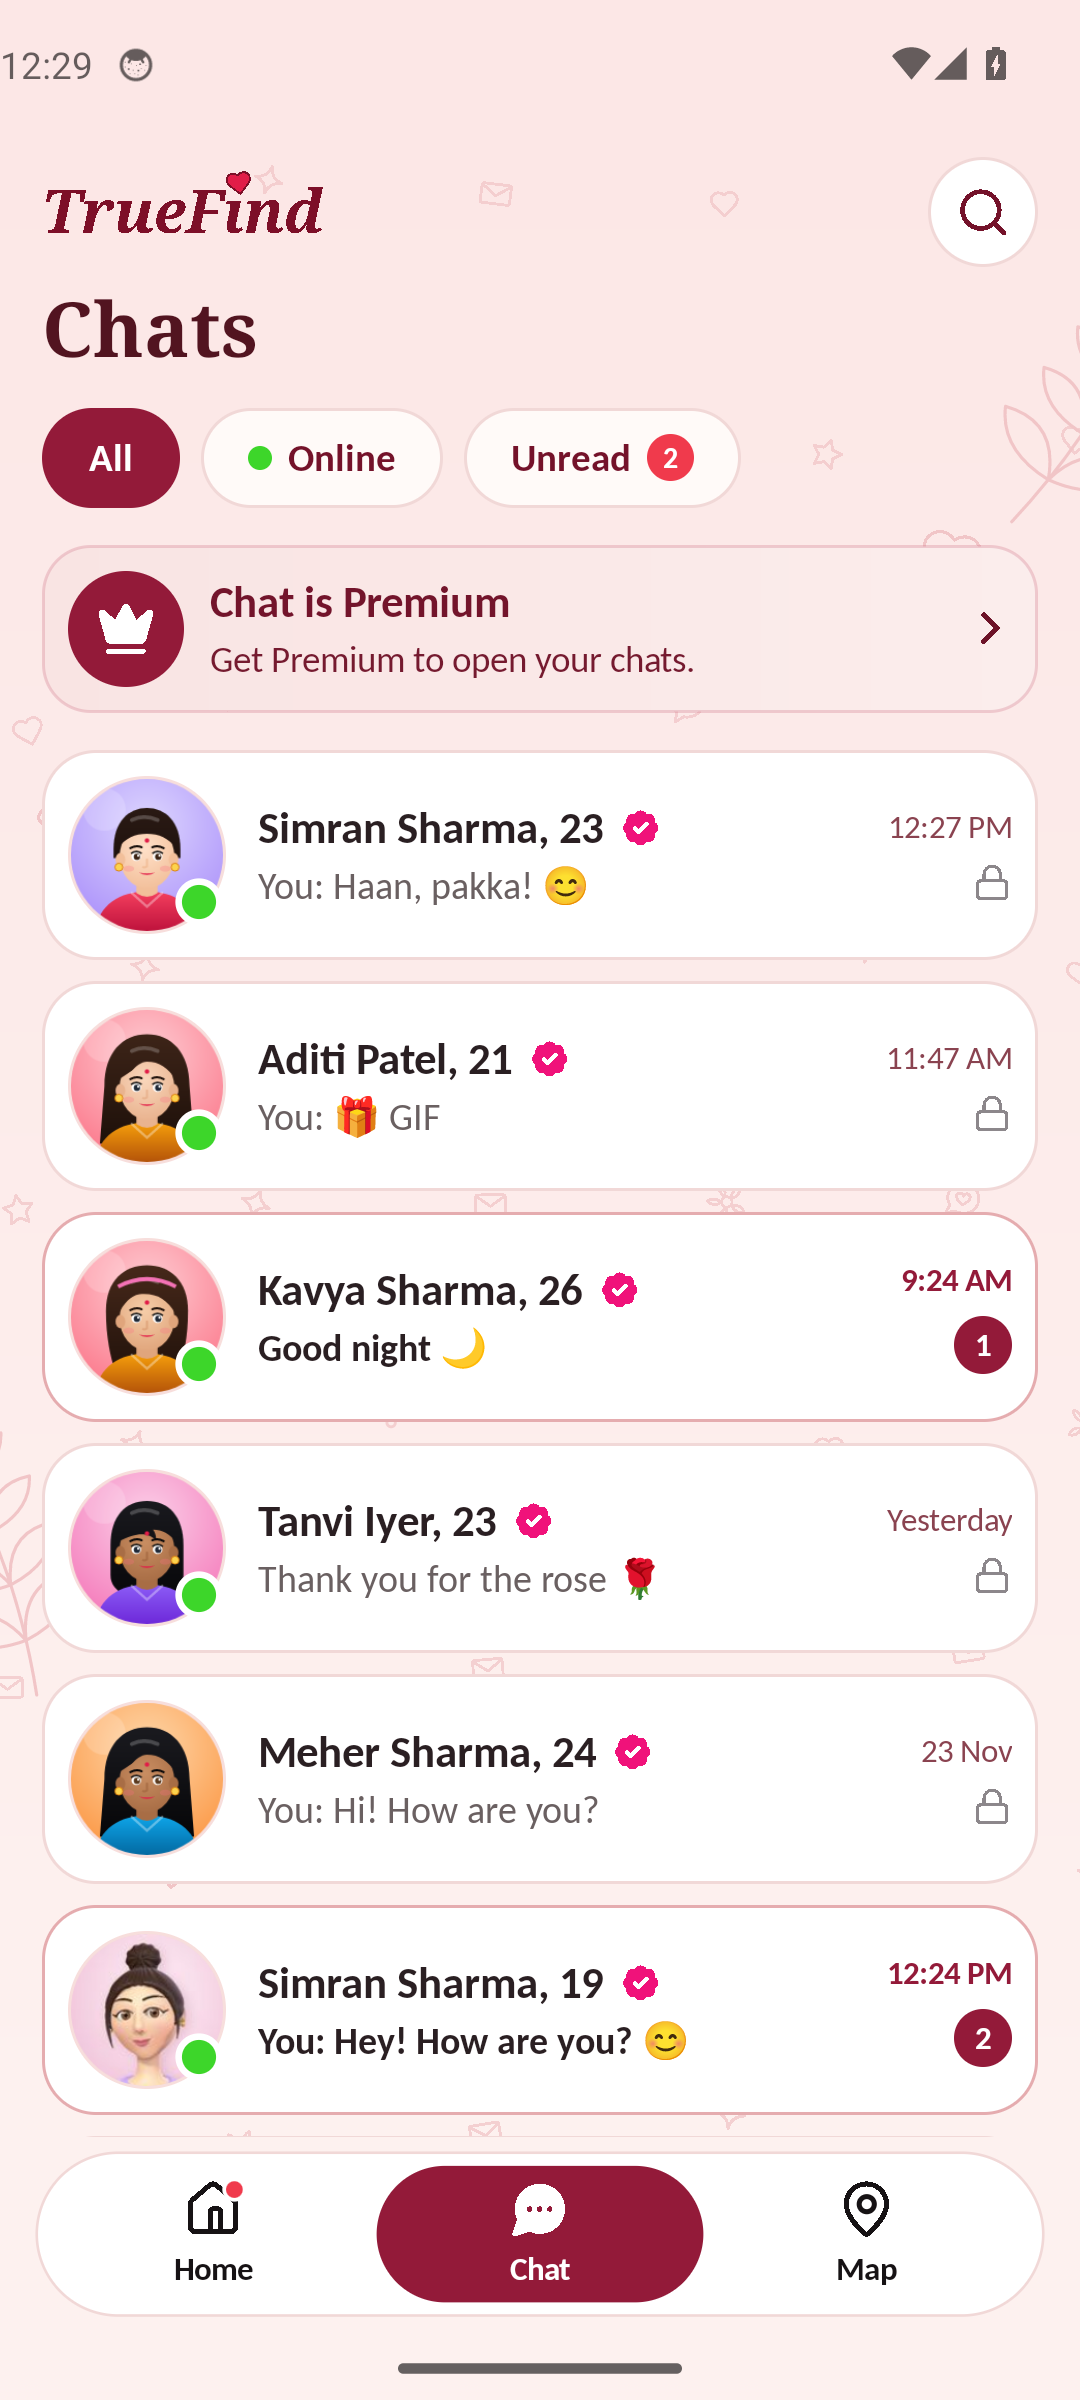 12:29
TrueFind
Chats
All
Online
Unread 2
Chat is Premium
Get Premium to open your chats.
Simran Sharma, 23
12:27 PM
You: Haan, pakka! 😊
Aditi Patel, 21
11:47 AM
You: 🎁 GIF
Kavya Sharma, 26
9:24 AM
Good night 🌙
1
Tanvi Iyer, 23
Yesterday
Thank you for the rose 🌹
Meher Sharma, 24
23 Nov
You: Hi! How are you?
Simran Sharma, 19
12:24 PM
You: Hey! How are you? 😊
2
Home
Chat
Map